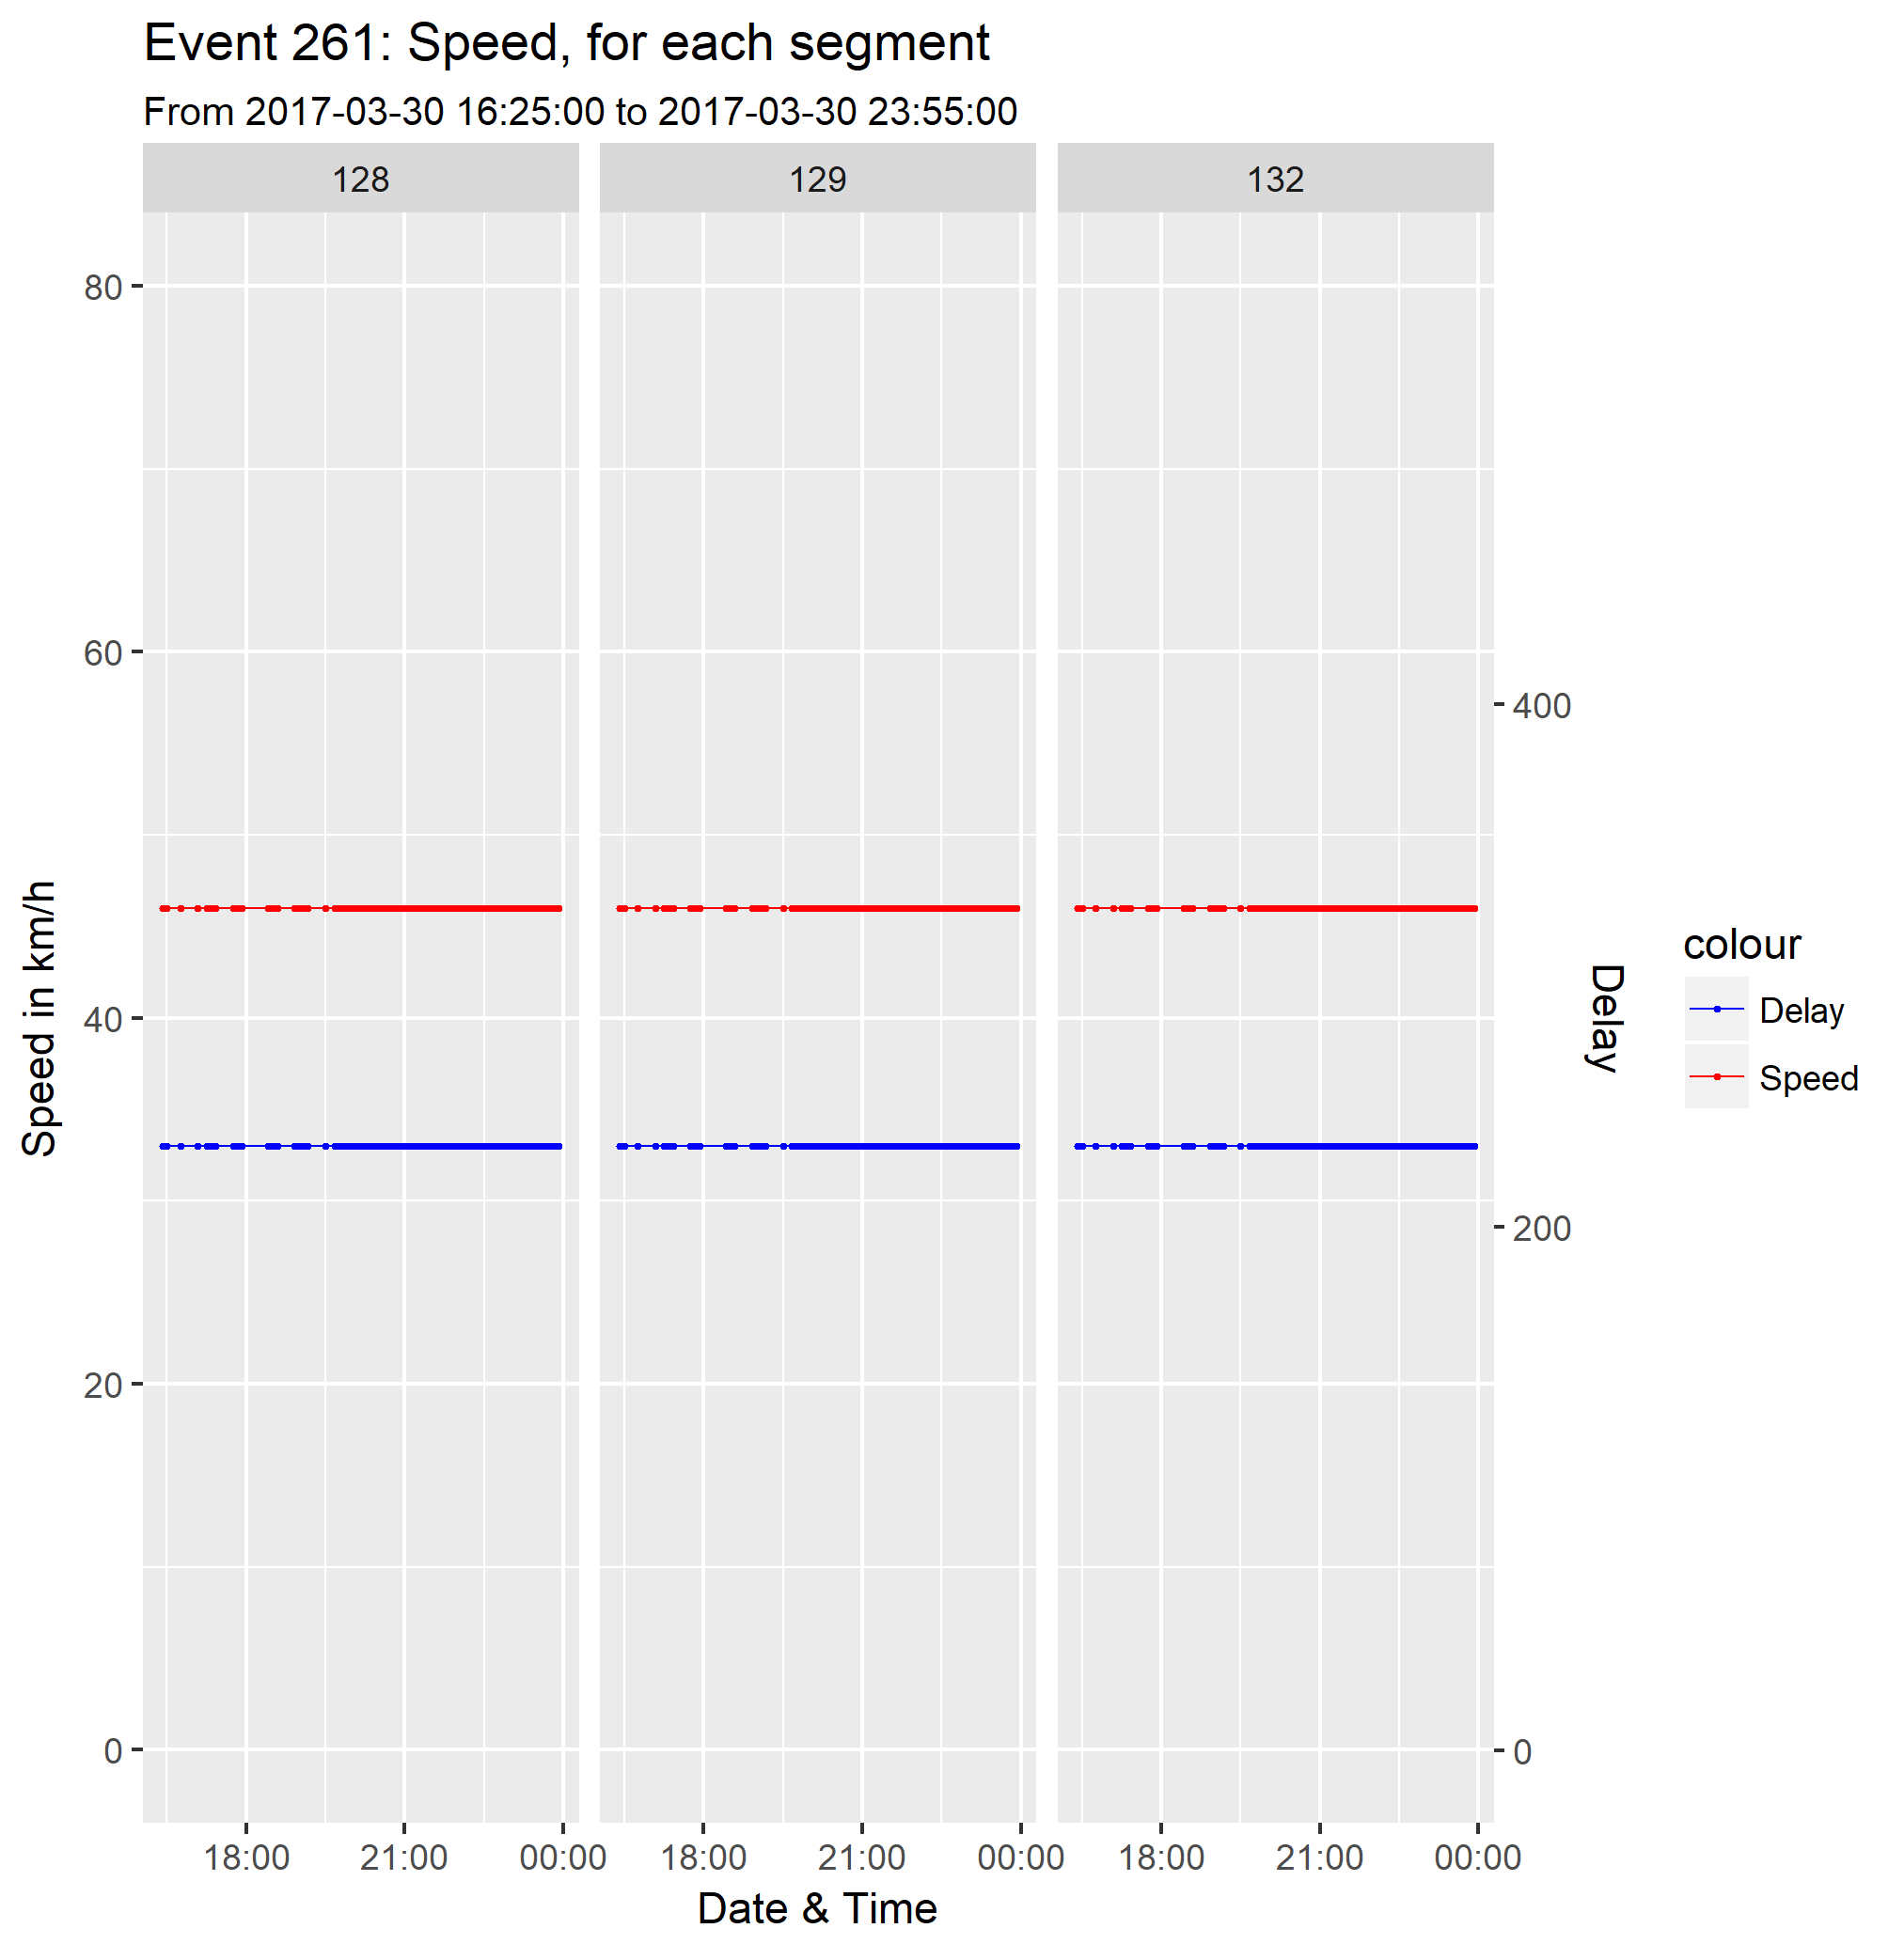 Event 261: Speed, for each segment
From 2017-03-30 16:25:00 to 2017-03-30 23:55:00
128 129 132
80
60
40
20
0
Speed in km/h
400
200
0
Delay
colour
Delay
Speed
18:00 21:00 00:00 18:00 21:00 00:00 18:00 21:00 00:00
Date & Time